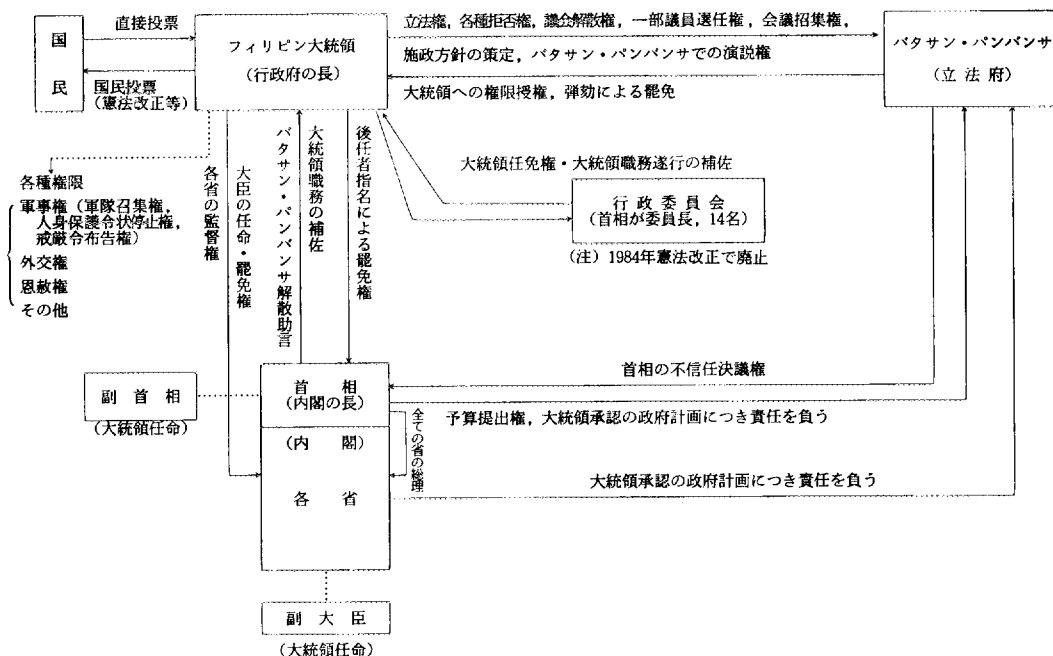 国
民
直接投票
国民投票
(憲法改正等)
フィリピン大統領
(行政府の長)
立法権，各種拒否権，議会解散権，一部議員選任権，会議招集権，
施政方針の策定，バタサン・パンバンサでの演説権
大統領への権限授権，弾劾による罷免
バタサン・パンバンサ
(立法府)
各種権限
軍事権（軍隊召集権，
人身保護令状停止権，
戒厳令布告権）
外交権
恩赦権
その他
各省の監督権
大臣の任命・罷免権
バタサン・パンバンサ解散助言
大統領職務の補佐
後任者指名による罷免権
大統領任免権・大統領職務遂行の補佐
行政委員会
(首相が委員長，14名)
(注) 1984年憲法改正で廃止
副首相
(大統領任命)
首相
(内閣の長)
(内閣)
各省
全ての省の総理
首相の不信任決議権
予算提出権，大統領承認の政府計画につき責任を負う
大統領承認の政府計画につき責任を負う
副大臣
(大統領任命)